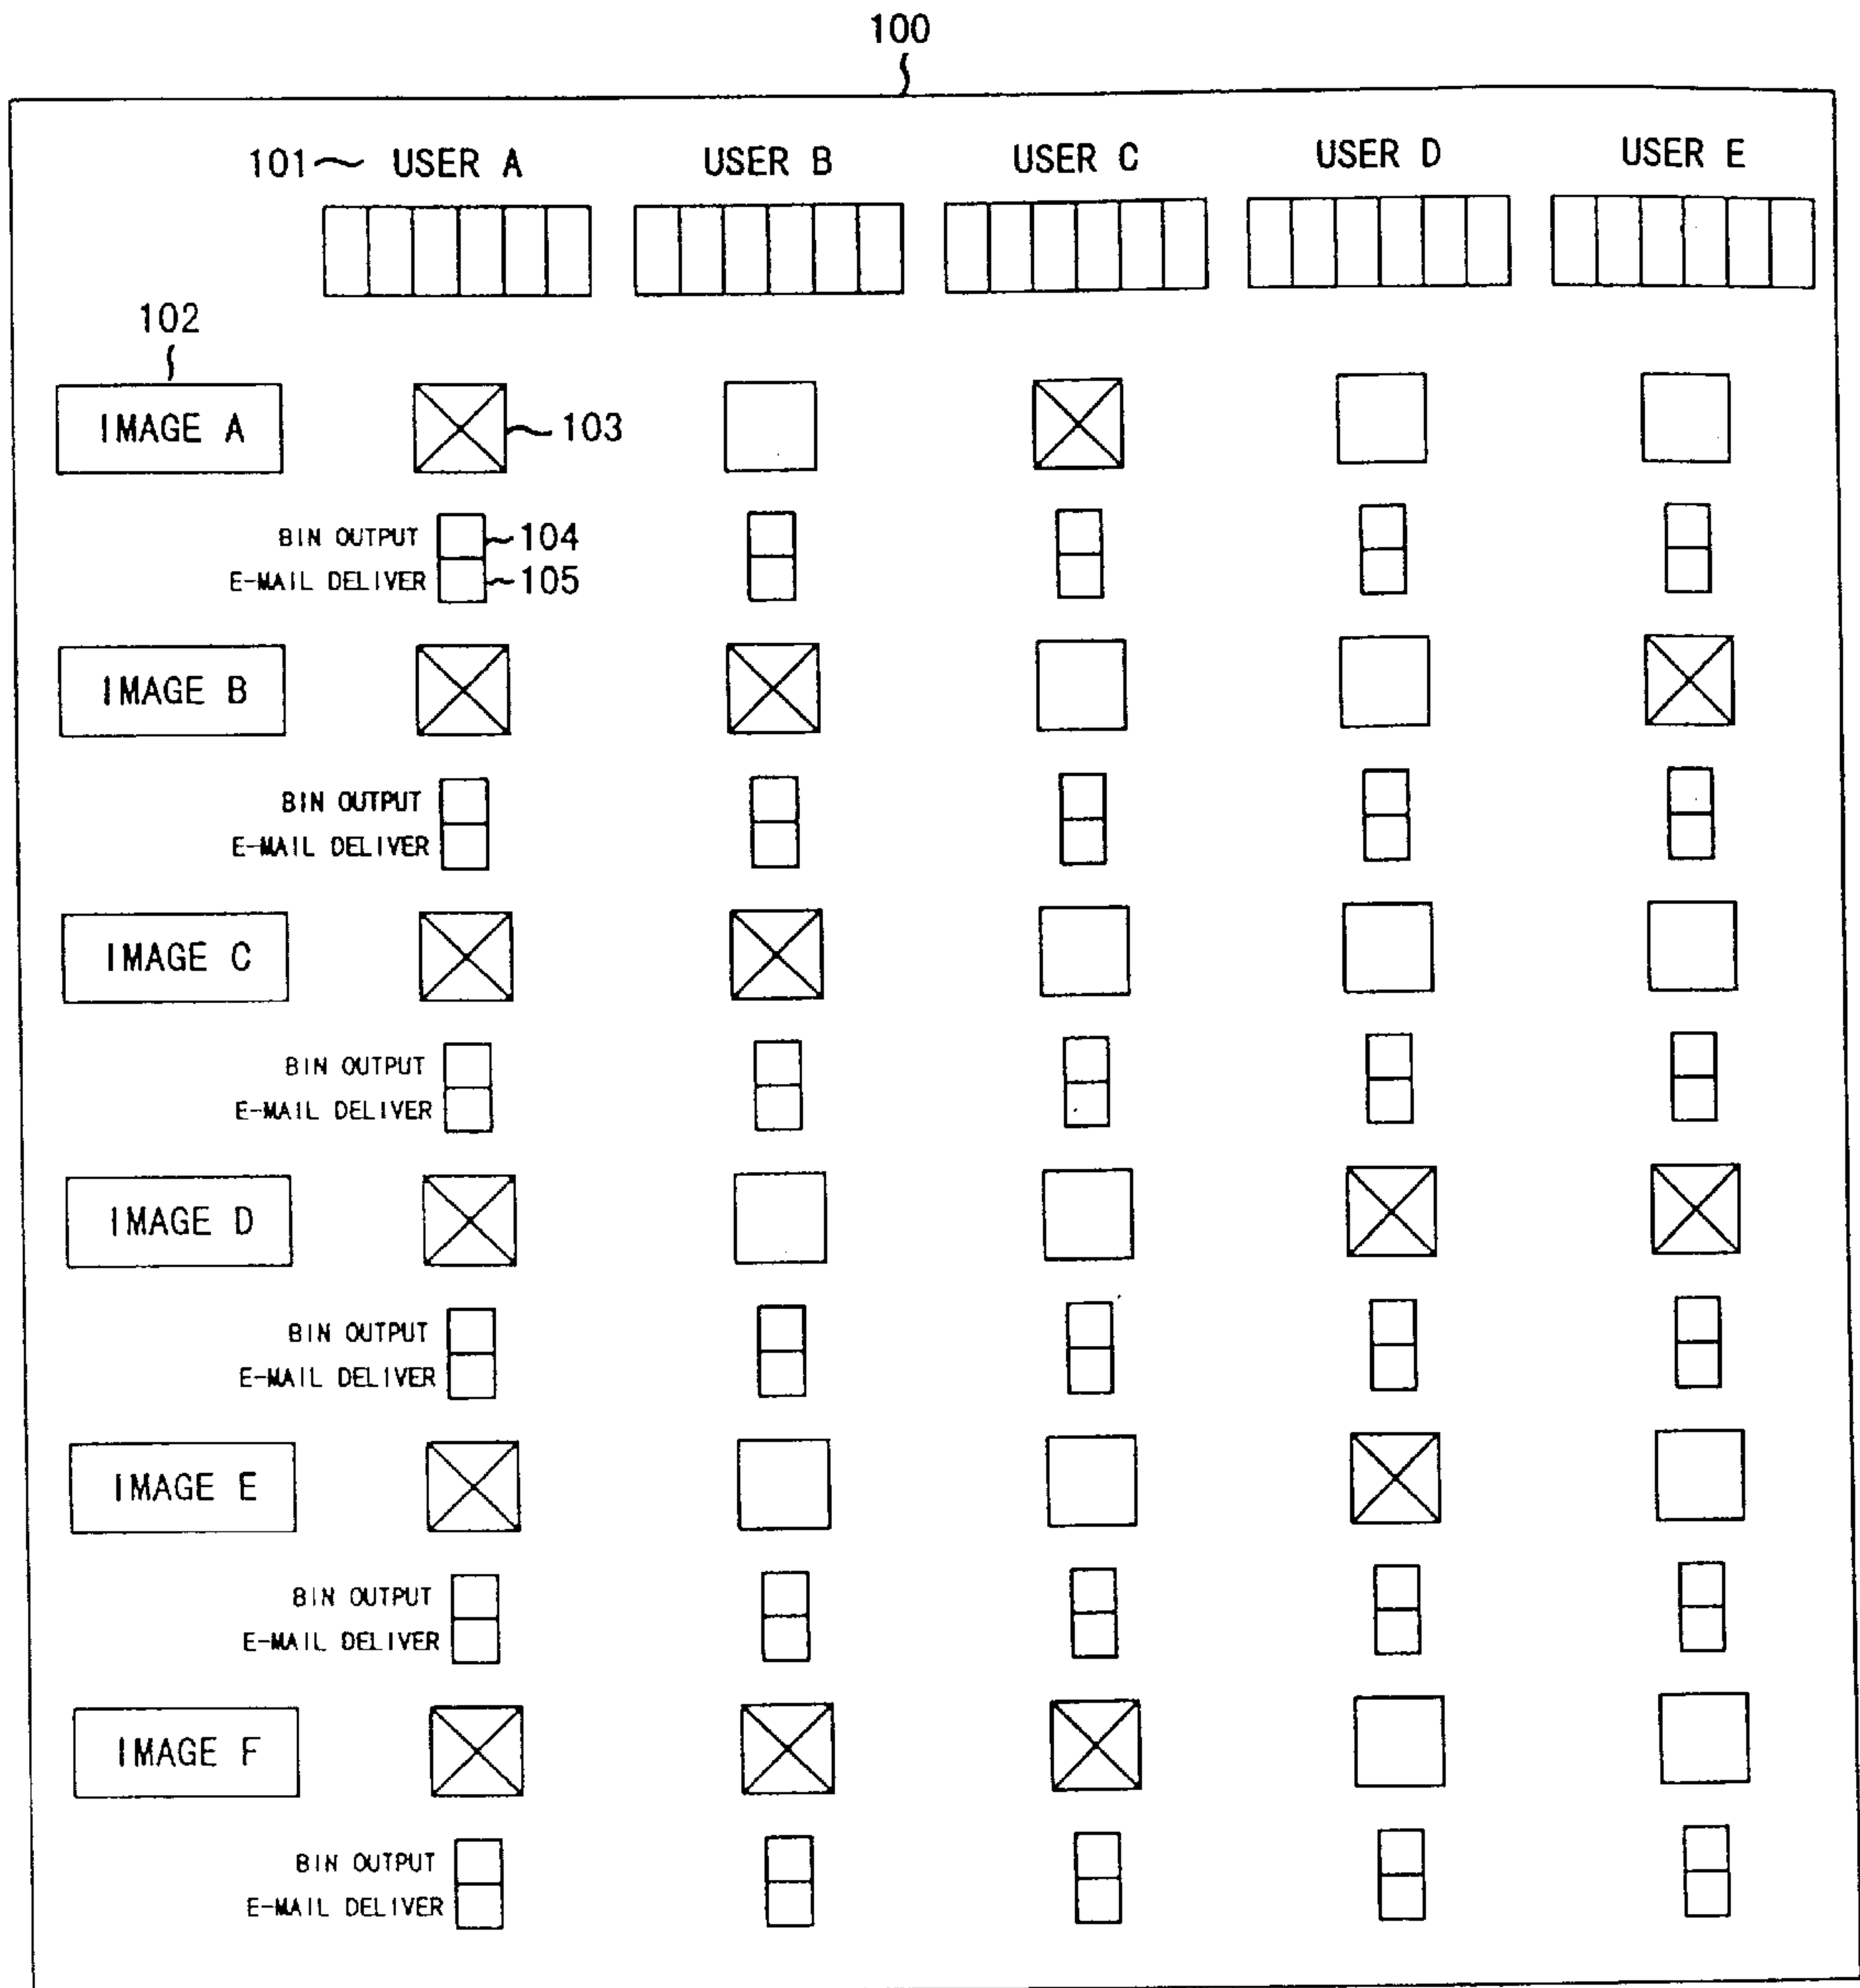 100
101 USER A USER B USER C USER D USER E
102
IMAGE A 103
BIN OUTPUT 104
E-MAIL DELIVER 105
IMAGE B
BIN OUTPUT
E-MAIL DELIVER
IMAGE C
BIN OUTPUT
E-MAIL DELIVER
IMAGE D
BIN OUTPUT
E-MAIL DELIVER
IMAGE E
BIN OUTPUT
E-MAIL DELIVER
IMAGE F
BIN OUTPUT
E-MAIL DELIVER